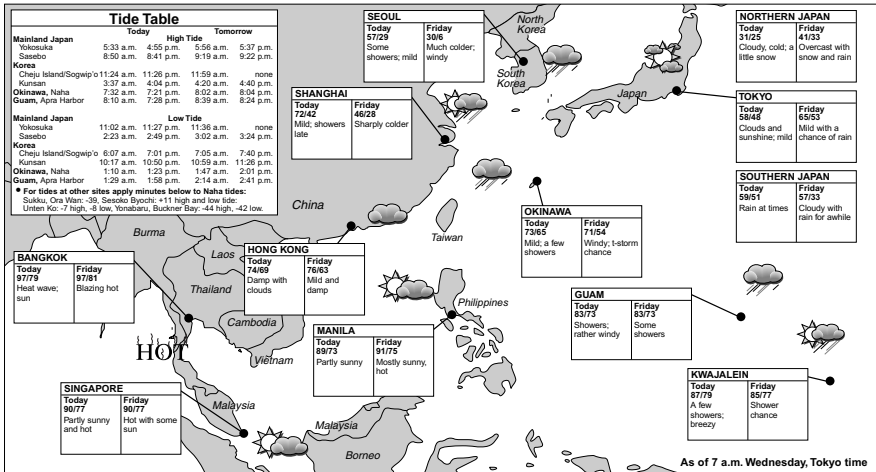 Tide Table
Today Tomorrow
Mainland Japan High Tide
Yokosuka 5:33 a.m. 4:55 p.m. 5:56 a.m. 5:37 p.m.
Sasebo 8:50 a.m. 8:41 p.m. 9:19 a.m. 9:22 p.m.
Korea
Cheju Island/Sogwip'o 11:24 a.m. 11:26 p.m. 11:59 a.m. none
Kunsan 3:37 a.m. 4:04 p.m. 4:20 a.m. 4:40 p.m.
Okinawa, Naha 7:32 a.m. 7:21 p.m. 8:02 a.m. 8:04 p.m.
Guam, Apra Harbor 8:10 a.m. 7:28 p.m. 8:39 a.m. 8:24 p.m.
Mainland Japan Low Tide
Yokosuka 11:02 a.m. 11:27 p.m. 11:36 a.m. none
Sasebo 2:23 a.m. 2:49 p.m. 3:02 a.m. 3:24 p.m.
Korea
Cheju Island/Sogwip'o 6:07 a.m. 7:01 p.m. 7:05 a.m. 7:40 p.m.
Kunsan 10:17 a.m. 10:50 p.m. 10:59 a.m. 11:26 p.m.
Okinawa, Naha 1:10 a.m. 1:23 p.m. 1:47 a.m. 2:01 p.m.
Guam, Apra Harbor 1:29 a.m. 1:58 p.m. 2:14 a.m. 2:41 p.m.
• For tides at other sites apply minutes below to Naha tides:
Sukku, Ora Wan: -39, Sesoko Byochi: +11 high and low tide:
Unten Ko: -7 high, -8 low, Yonabaru, Buckner Bay: -44 high, -42 low.
SEOUL
Today Friday
57/29 30/6
Some Much colder;
showers; mild windy
North
Korea
South
Korea
NORTHERN JAPAN
Today Friday
31/25 41/33
Cloudy, cold; a Overcast with
little snow snow and rain
Japan
SHANGHAI
Today Friday
72/42 46/28
Mild; showers Sharply colder
late
TOKYO
Today Friday
58/48 65/53
Clouds and Mild with a
sunshine; mild chance of rain
SOUTHERN JAPAN
Today Friday
59/51 57/33
Rain at times Cloudy with
rain for awhile
China
Taiwan
OKINAWA
Today Friday
73/65 71/54
Mild; a few Windy; t-storm
showers chance
Burma
Laos
Thailand
BANGKOK
Today Friday
97/79 97/81
Heat wave; Blazing hot
sun
HONG KONG
Today Friday
74/69 76/63
Damp with Mild and
clouds damp
Philippines
GUAM
Today Friday
83/73 83/73
Showers; Some
rather windy showers
Cambodia
HOT
Vietnam
MANILA
Today Friday
89/73 91/75
Partly sunny Mostly sunny,
hot
KWAJALEIN
Today Friday
87/79 85/77
A few Shower
showers; chance
breezy
SINGAPORE
Today Friday
90/77 90/77
Partly sunny Hot with some
and hot sun
Malaysia
Malaysia
Borneo
As of 7 a.m. Wednesday, Tokyo time